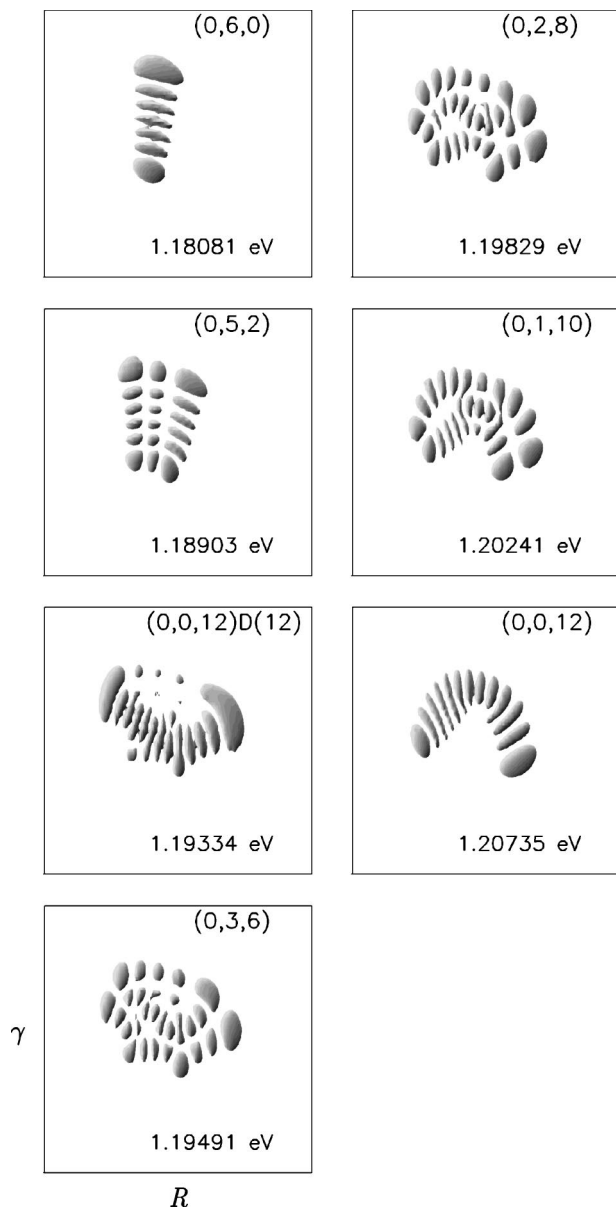 (0,6,0)
1.18081 eV
(0,2,8)
1.19829 eV
(0,5,2)
1.18903 eV
(0,1,10)
1.20241 eV
(0,0,12)D(12)
1.19334 eV
(0,0,12)
1.20735 eV
(0,3,6)
1.19491 eV
γ
R